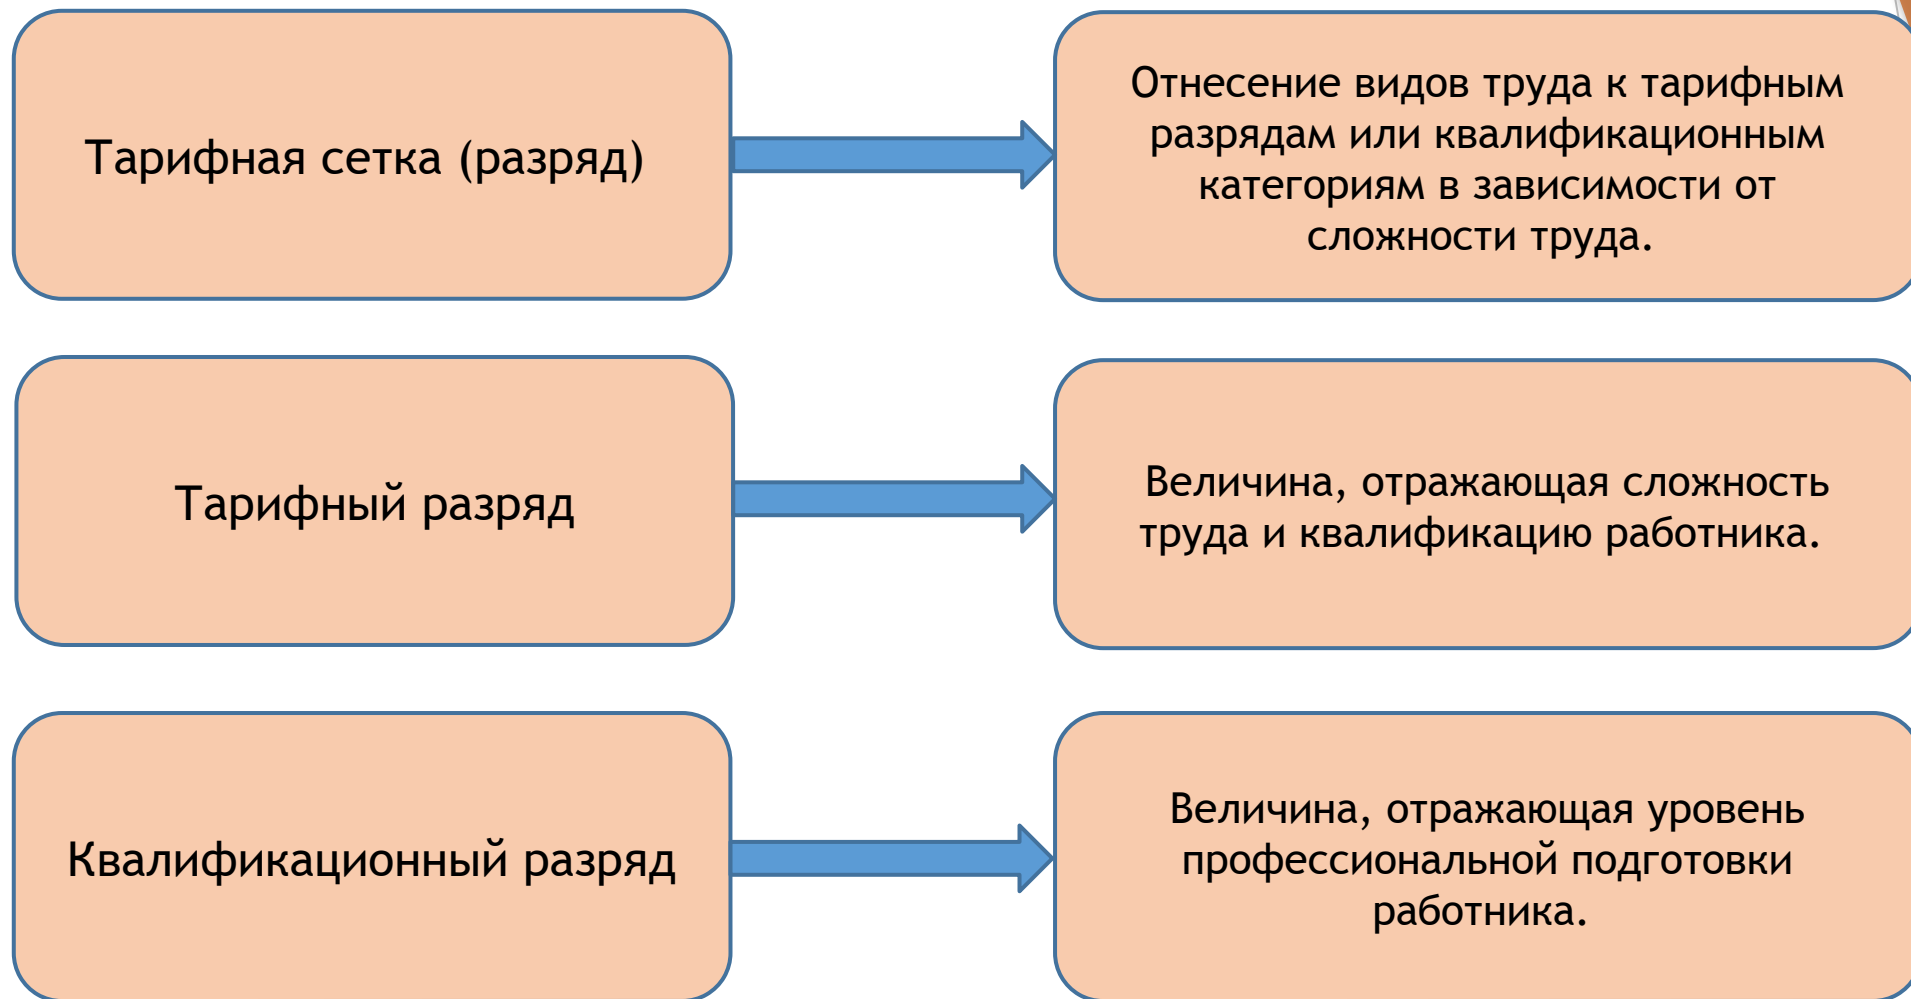 Тарифная сетка (разряд)
Отнесение видов труда к тарифным
разрядам или квалификационным
категориям в зависимости от
сложности труда.
Тарифный разряд
Величина, отражающая сложность
труда и квалификацию работника.
Квалификационный разряд
Величина, отражающая уровень
профессиональной подготовки
работника.